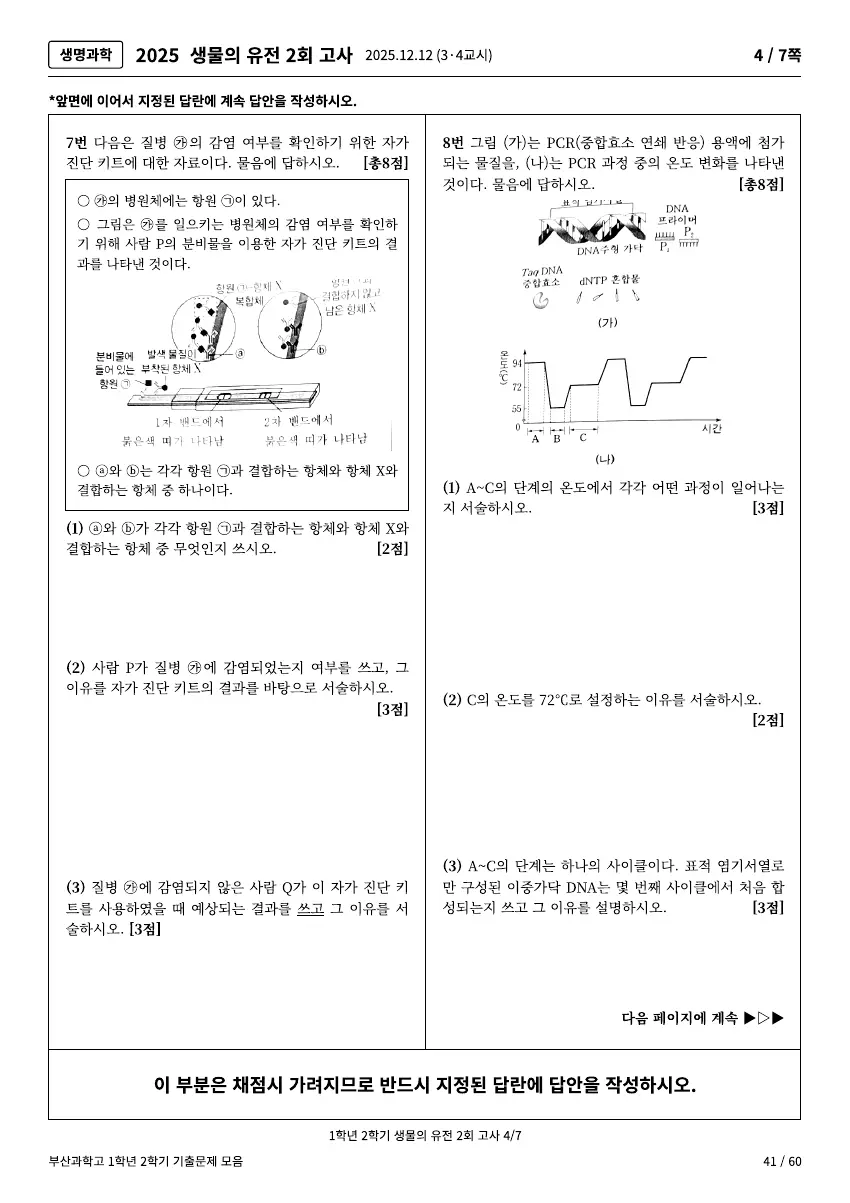 생명과학 2025 생물의 유전 2회 고사 2025.12.12 (3·4교시) 4 / 7쪽
*앞면에 이어서 지정된 답란에 계속 답안을 작성하시오.
7번 다음은 질병 ㉮의 감염 여부를 확인하기 위한 자가
진단 키트에 대한 자료이다. 물음에 답하시오. [총8점]
○ ㉮의 병원체에는 항원 ㉠이 있다.
○ 그림은 ㉮를 일으키는 병원체의 감염 여부를 확인하
기 위해 사람 P의 분비물을 이용한 자가 진단 키트의 결
과를 나타낸 것이다.
항원 ㉠-항체 X
복합체
결합하지 않고
남은 항체 X
ⓐ
ⓑ
분비물에
들어 있는
항원 ㉠
발색 물질이
부착된 항체 X
1차 밴드에서
붉은색 띠가 나타남
2차 밴드에서
붉은색 띠가 나타남
○ ⓐ와 ⓑ는 각각 항원 ㉠과 결합하는 항체와 항체 X와
결합하는 항체 중 하나이다.
(1) ⓐ와 ⓑ가 각각 항원 ㉠과 결합하는 항체와 항체 X와
결합하는 항체 중 무엇인지 쓰시오. [2점]
(2) 사람 P가 질병 ㉮에 감염되었는지 여부를 쓰고, 그
이유를 자가 진단 키트의 결과를 바탕으로 서술하시오.
[3점]
(3) 질병 ㉮에 감염되지 않은 사람 Q가 이 자가 진단 키
트를 사용하였을 때 예상되는 결과를 쓰고 그 이유를 서
술하시오. [3점]
8번 그림 (가)는 PCR(중합효소 연쇄 반응) 용액에 첨가
되는 물질을, (나)는 PCR 과정 중의 온도 변화를 나타낸
것이다. 물음에 답하시오. [총8점]
DNA
프라이머
P₁ P₂
DNA주형 가닥
Taq DNA
중합효소
dNTP 혼합물
(가)
온도(℃)
94
72
55
0
A B C
시간
(나)
(1) A~C의 단계의 온도에서 각각 어떤 과정이 일어나는
지 서술하시오. [3점]
(2) C의 온도를 72℃로 설정하는 이유를 서술하시오.
[2점]
(3) A~C의 단계는 하나의 사이클이다. 표적 염기서열로
만 구성된 이중가닥 DNA는 몇 번째 사이클에서 처음 합
성되는지 쓰고 그 이유를 설명하시오. [3점]
다음 페이지에 계속 ▶▷▶
이 부분은 채점시 가려지므로 반드시 지정된 답란에 답안을 작성하시오.
1학년 2학기 생물의 유전 2회 고사 4/7
부산과학고 1학년 2학기 기출문제 모음 41 / 60